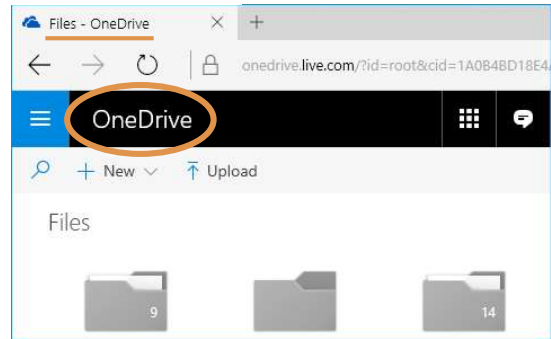 Files - OneDrive
onedrive.live.com/?id=root&cid=1A0B4BD18E4
OneDrive
New
Upload
Files
9
14